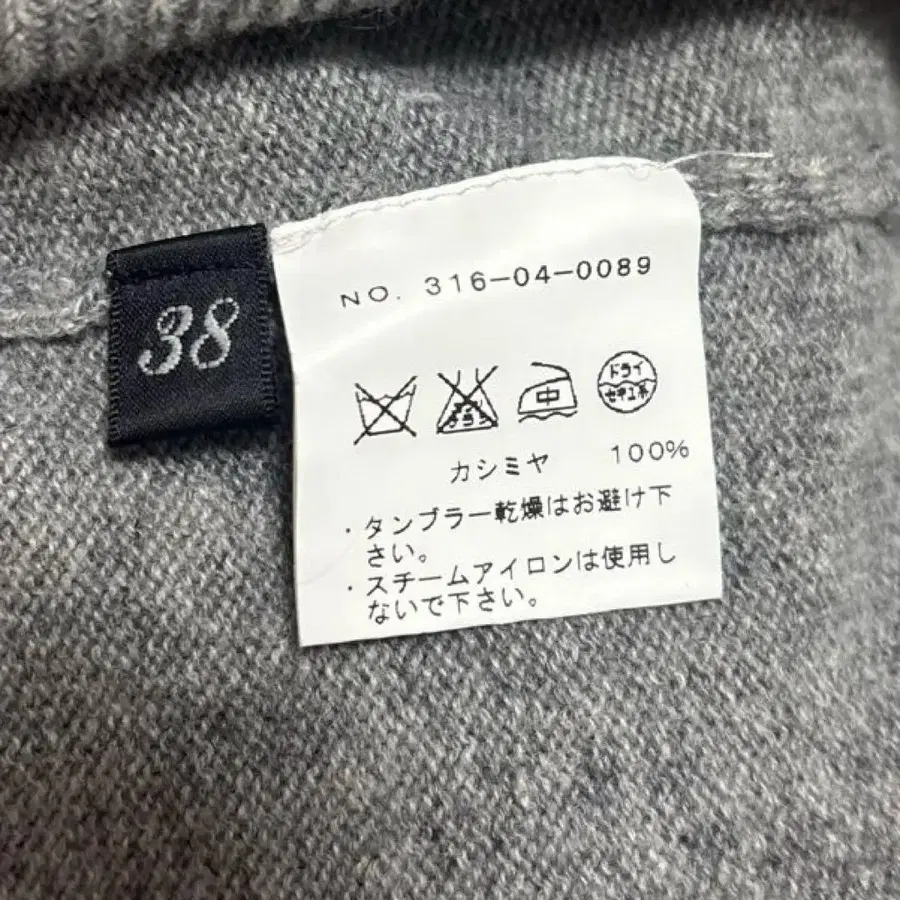 38
NO. 316-04-0089
中
ドライ
セキユ系
カシミヤ 100%
・タンブラー乾燥はお避け下
さい。
・スチームアイロンは使用し
ないで下さい。